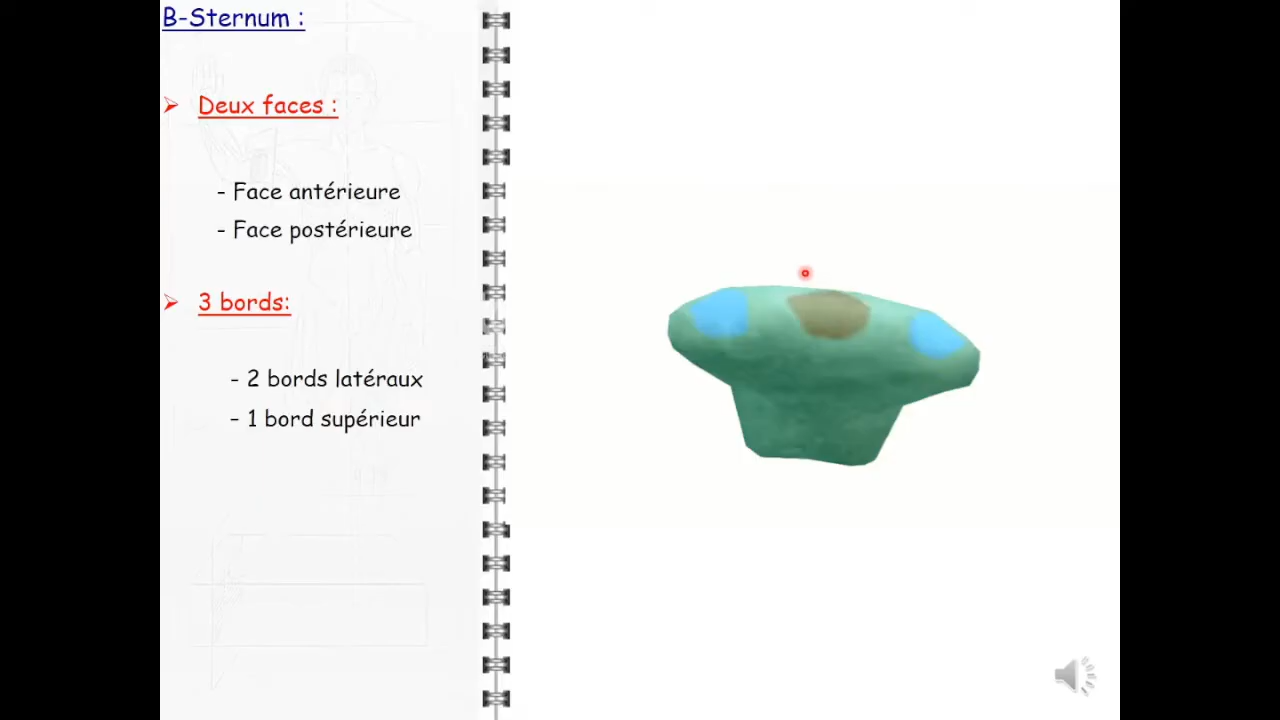 B-Sternum :
Deux faces :
- Face antérieure
- Face postérieure
3 bords:
- 2 bords latéraux
- 1 bord supérieur